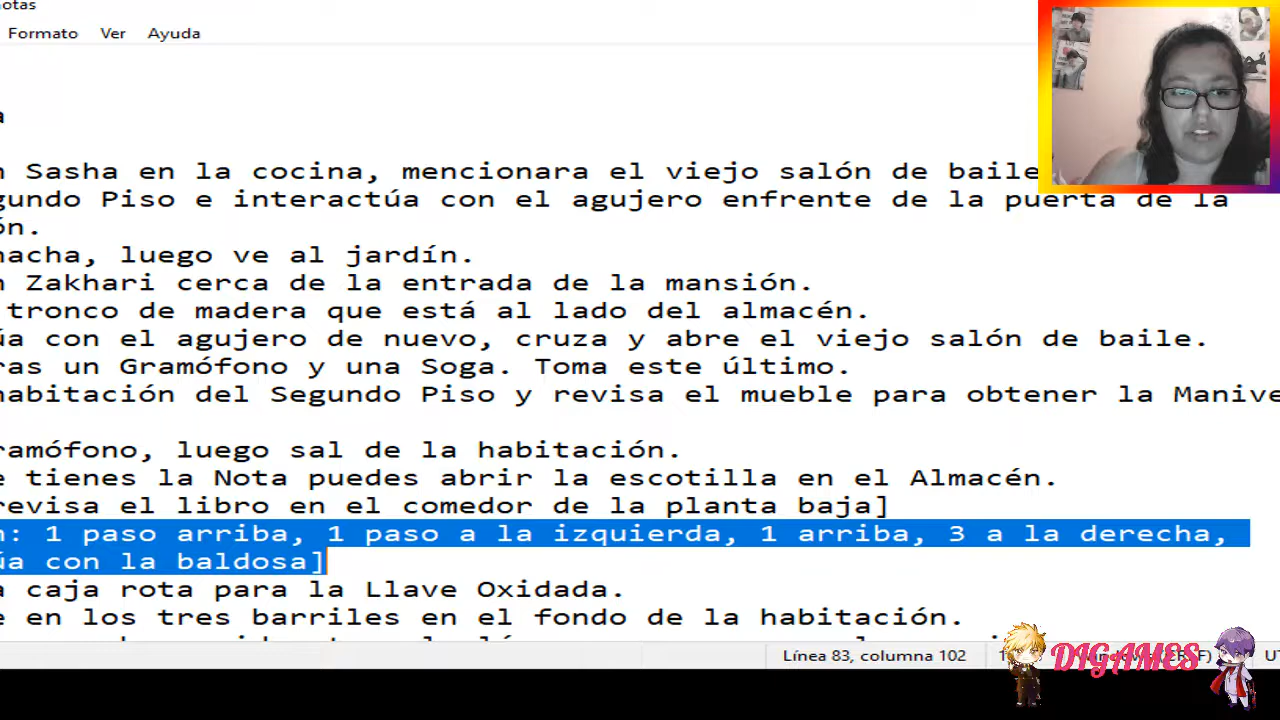 otas
Formato Ver Ayuda
a
n Sasha en la cocina, mencionara el viejo salón de baile
gundo Piso e interactúa con el agujero enfrente de la puerta de la
ón.
hacha, luego ve al jardín.
n Zakhari cerca de la entrada de la mansión.
tronco de madera que está al lado del almacén.
úa con el agujero de nuevo, cruza y abre el viejo salón de baile.
ras un Gramófono y una Soga. Toma este último.
habitación del Segundo Piso y revisa el mueble para obtener la Manive
ramófono, luego sal de la habitación.
e tienes la Nota puedes abrir la escotilla en el Almacén.
revisa el libro en el comedor de la planta baja]
n: 1 paso arriba, 1 paso a la izquierda, 1 arriba, 3 a la derecha,
úa con la baldosa]
a caja rota para la Llave Oxidada.
e en los tres barriles en el fondo de la habitación.
Línea 83, columna 102
DIGAMES